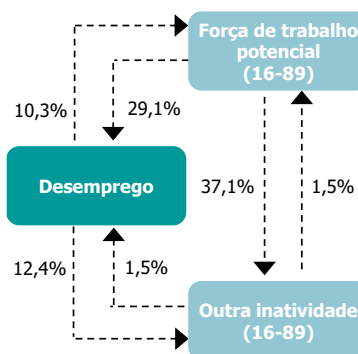 Força de trabalho
potencial
(16-89)
10,3%
29,1%
Desemprego
37,1%
1,5%
12,4%
1,5%
Outra inatividade
(16-89)